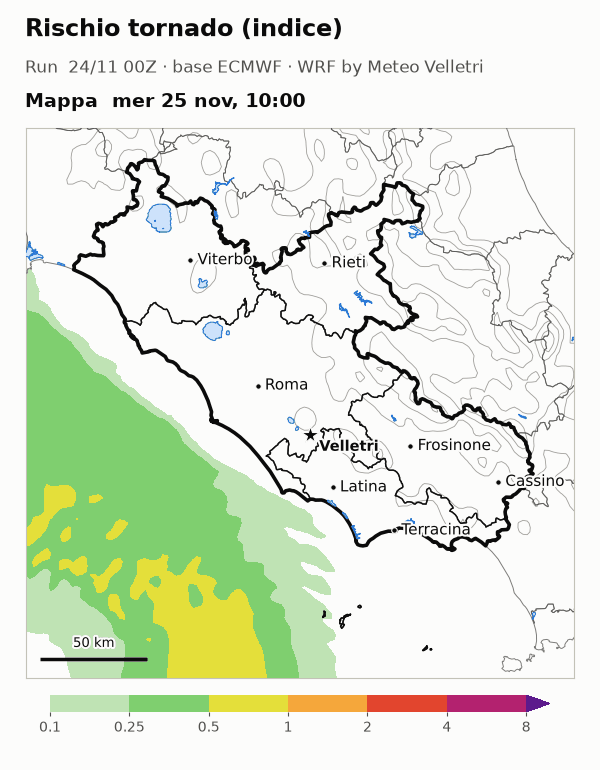 Rischio tornado (indice)
Run  24/11 00Z · base ECMWF · WRF by Meteo Velletri
Mappa  mer 25 nov, 10:00
Viterbo
Rieti
Roma
Velletri
Frosinone
Cassino
Latina
Terracina
50 km
0.1 0.25 0.5 1 2 4 8